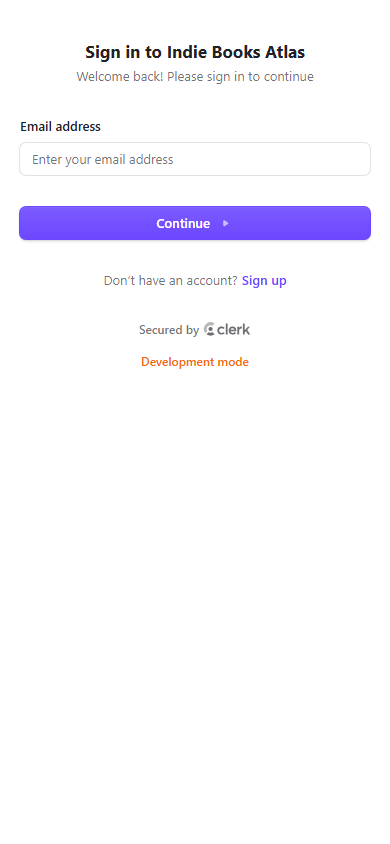 Sign in to Indie Books Atlas
Welcome back! Please sign in to continue
Email address
Enter your email address
Continue
Don’t have an account? Sign up
Secured by clerk
Development mode